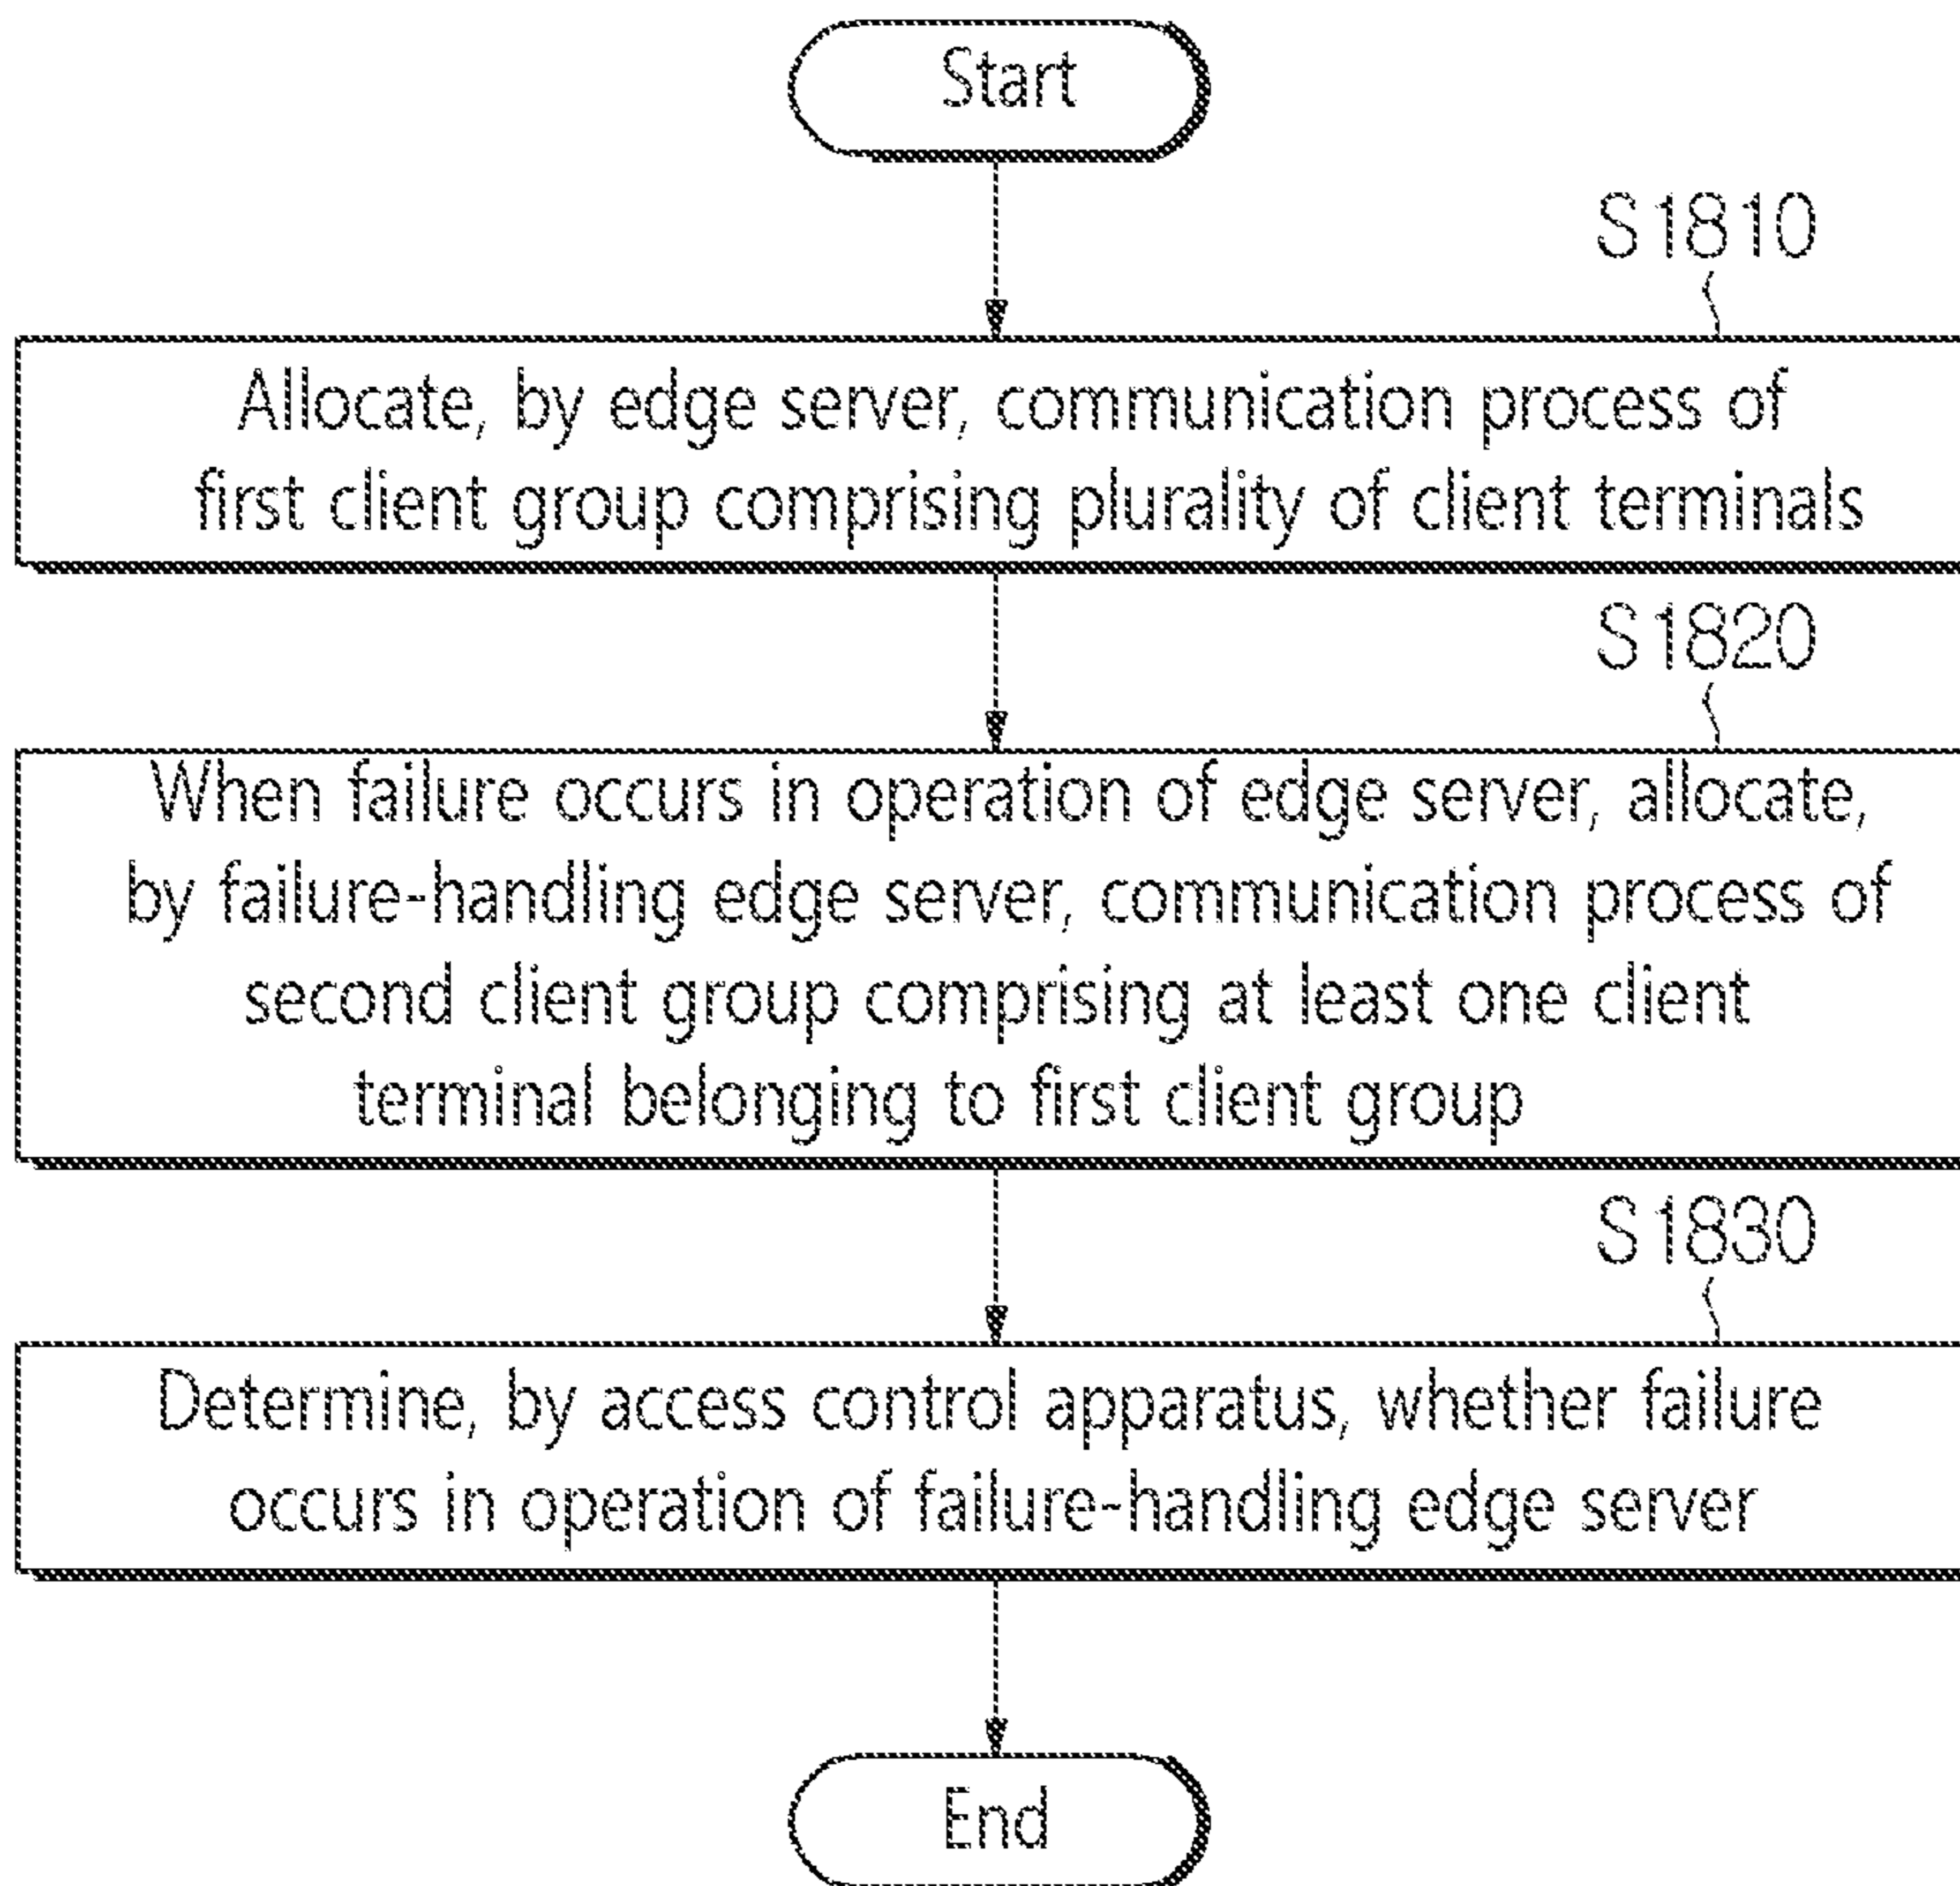 Start
S1810
Allocate, by edge server, communication process of
first client group comprising plurality of client terminals
S1820
When failure occurs in operation of edge server, allocate,
by failure-handling edge server, communication process of
second client group comprising at least one client
terminal belonging to first client group
S1830
Determine, by access control apparatus, whether failure
occurs in operation of failure-handling edge server
End